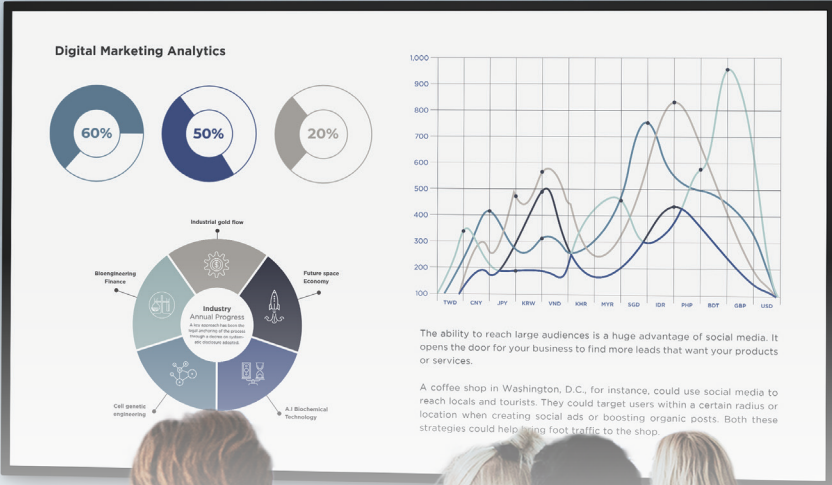 Digital Marketing Analytics
60%
50%
20%
Industrial gold flow
Bioengineering
Finance
Future space
Economy
Industry
Annual Progress
Cell genetic
engineering
A.I Biochemical
Technology
1,000
900
800
700
600
500
400
300
200
100
TWD CNY JPY KRW VND KHR MYR SGD IDR PHP BDT GBP USD
The ability to reach large audiences is a huge advantage of social media. It
opens the door for your business to find more leads that want your products
or services.
A coffee shop in Washington, D.C., for instance, could use social media to
reach locals and tourists. They could target users within a certain radius or
location when creating social ads or boosting organic posts. Both these
strategies could help bring foot traffic to the shop.